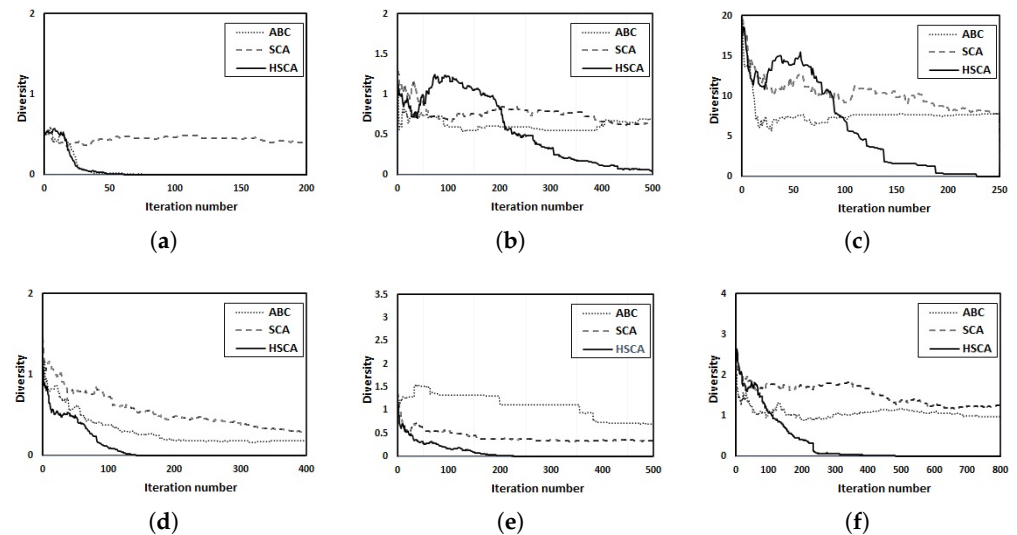 2
ABC
SCA
HSCA
1
0
Diversity
0 50 100 150 200
Iteration number
(a)
2
ABC
SCA
HSCA
1.5
1
0.5
0
Diversity
0 100 200 300 400 500
Iteration number
(b)
20
ABC
SCA
HSCA
15
10
5
0
Diversity
0 50 100 150 200 250
Iteration number
(c)
2
ABC
SCA
HSCA
1
0
Diversity
0 100 200 300 400
Iteration number
(d)
3.5
ABC
SCA
HSCA
3
2.5
2
1.5
1
0.5
0
Diversity
0 100 200 300 400 500
Iteration number
(e)
4
ABC
SCA
HSCA
3
2
1
0
Diversity
0 100 200 300 400 500 600 700 800
Iteration number
(f)